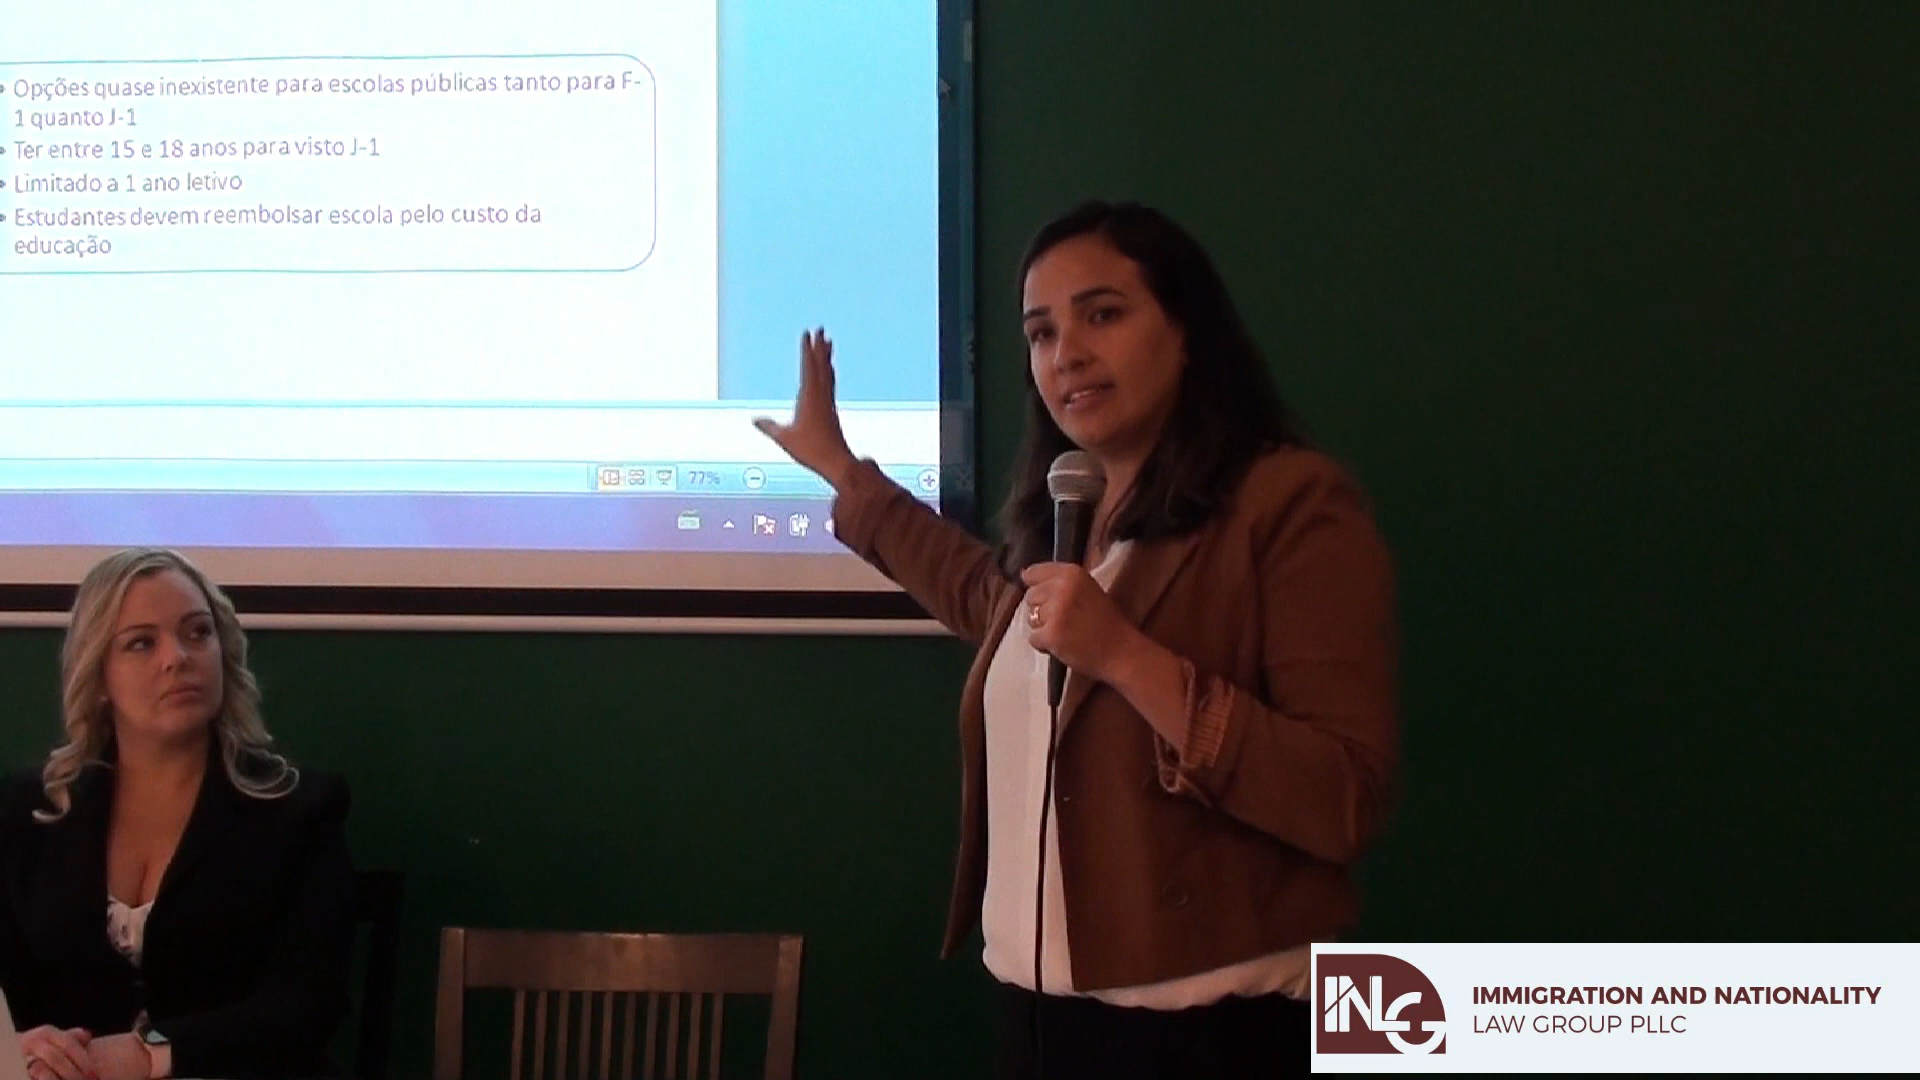 Opções quase inexistente para escolas públicas tanto para F-
1 quanto J-1
Ter entre 15 e 18 anos para visto J-1
Limitado a 1 ano letivo
Estudantes devem reembolsar escola pelo custo da
educação
77%
INLG
IMMIGRATION AND NATIONALITY
LAW GROUP PLLC